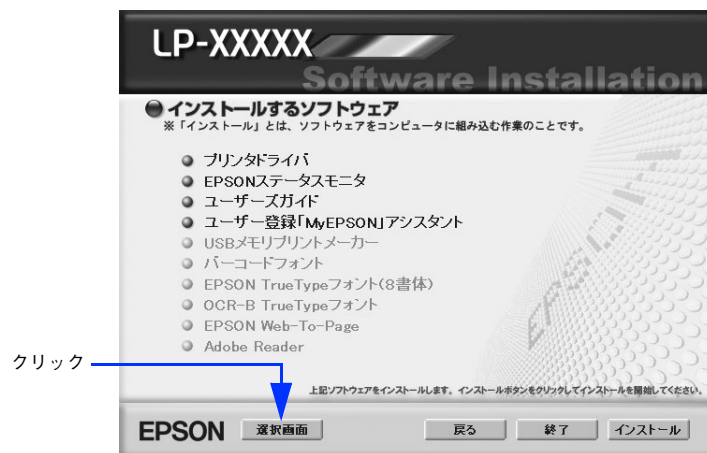 LP-XXXXX
Software Installation
インストールするソフトウェア
※「インストール」とは、ソフトウェアをコンピュータに組み込む作業のことです。
プリンタドライバ
EPSONステータスモニタ
ユーザーズガイド
ユーザー登録「MyEPSON」アシスタント
USBメモリプリントメーカー
バーコードフォント
EPSON TrueTypeフォント(8書体)
OCR-B TrueTypeフォント
EPSON Web-To-Page
Adobe Reader
EPSON
クリック
上記ソフトウェアをインストールします。インストールボタンをクリックしてインストールを開始してください。
EPSON 選択画面 戻る 終了 インストール